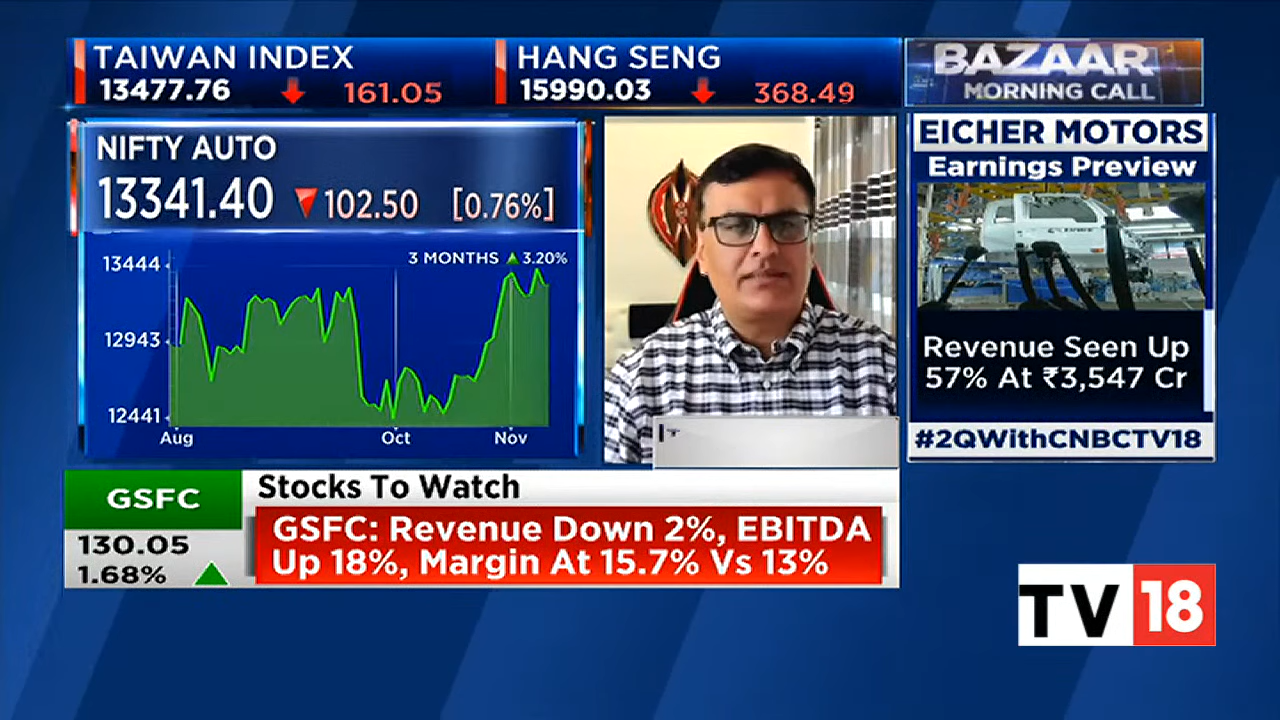 TAIWAN INDEX
13477.76 161.05
HANG SENG
15990.03 368.49
BAZAAR
MORNING CALL
NIFTY AUTO
13341.40 102.50 [0.76%]
3 MONTHS 3.20%
13444
12943
12441
Aug Oct Nov
EICHER MOTORS
Earnings Preview
Revenue Seen Up
57% At ₹3,547 Cr
#2QWithCNBCTV18
GSFC
130.05
1.68%
Stocks To Watch
GSFC: Revenue Down 2%, EBITDA
Up 18%, Margin At 15.7% Vs 13%
TV18